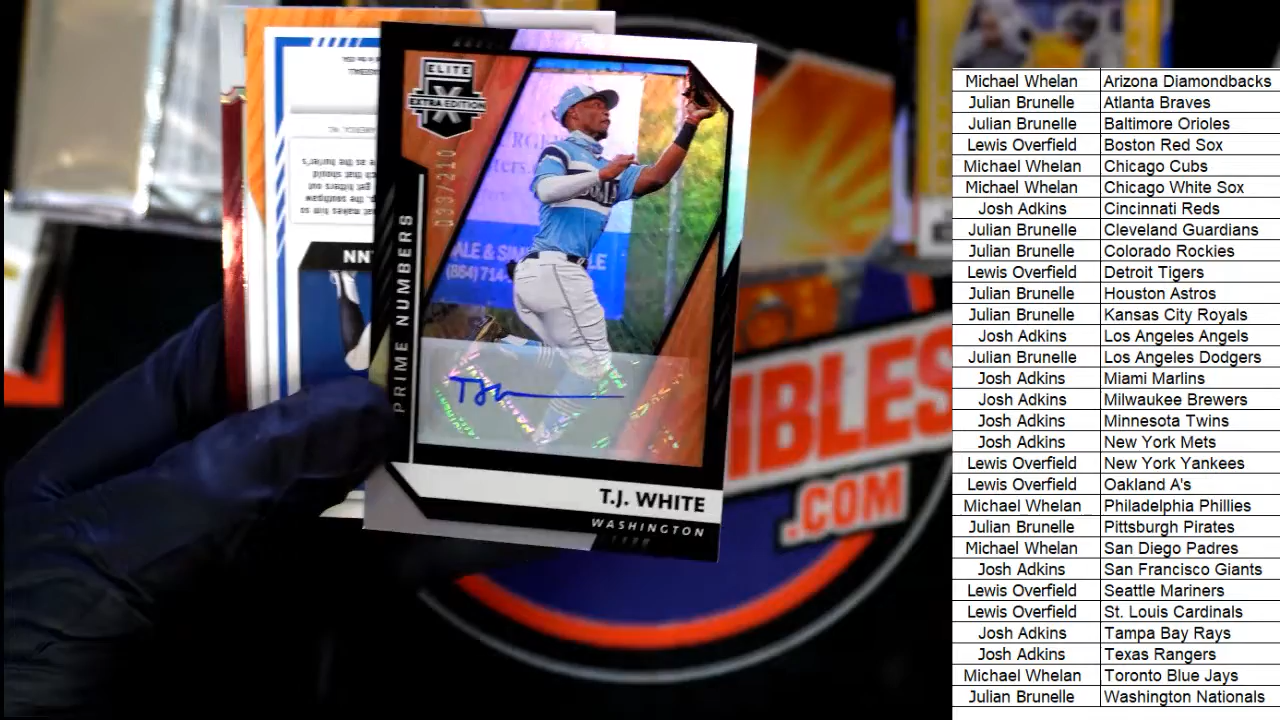 ELITE
EXTRA EDITION
033/210
PRIME NUMBERS
(864)714
T.J. WHITE
WASHINGTON
NN
IBLES
.COM
Michael Whelan Arizona Diamondbacks
Julian Brunelle Atlanta Braves
Julian Brunelle Baltimore Orioles
Lewis Overfield Boston Red Sox
Michael Whelan Chicago Cubs
Michael Whelan Chicago White Sox
Josh Adkins Cincinnati Reds
Julian Brunelle Cleveland Guardians
Julian Brunelle Colorado Rockies
Lewis Overfield Detroit Tigers
Julian Brunelle Houston Astros
Julian Brunelle Kansas City Royals
Josh Adkins Los Angeles Angels
Julian Brunelle Los Angeles Dodgers
Josh Adkins Miami Marlins
Josh Adkins Milwaukee Brewers
Josh Adkins Minnesota Twins
Josh Adkins New York Mets
Lewis Overfield New York Yankees
Lewis Overfield Oakland A's
Michael Whelan Philadelphia Phillies
Julian Brunelle Pittsburgh Pirates
Michael Whelan San Diego Padres
Josh Adkins San Francisco Giants
Lewis Overfield Seattle Mariners
Lewis Overfield St. Louis Cardinals
Josh Adkins Tampa Bay Rays
Josh Adkins Texas Rangers
Michael Whelan Toronto Blue Jays
Julian Brunelle Washington Nationals